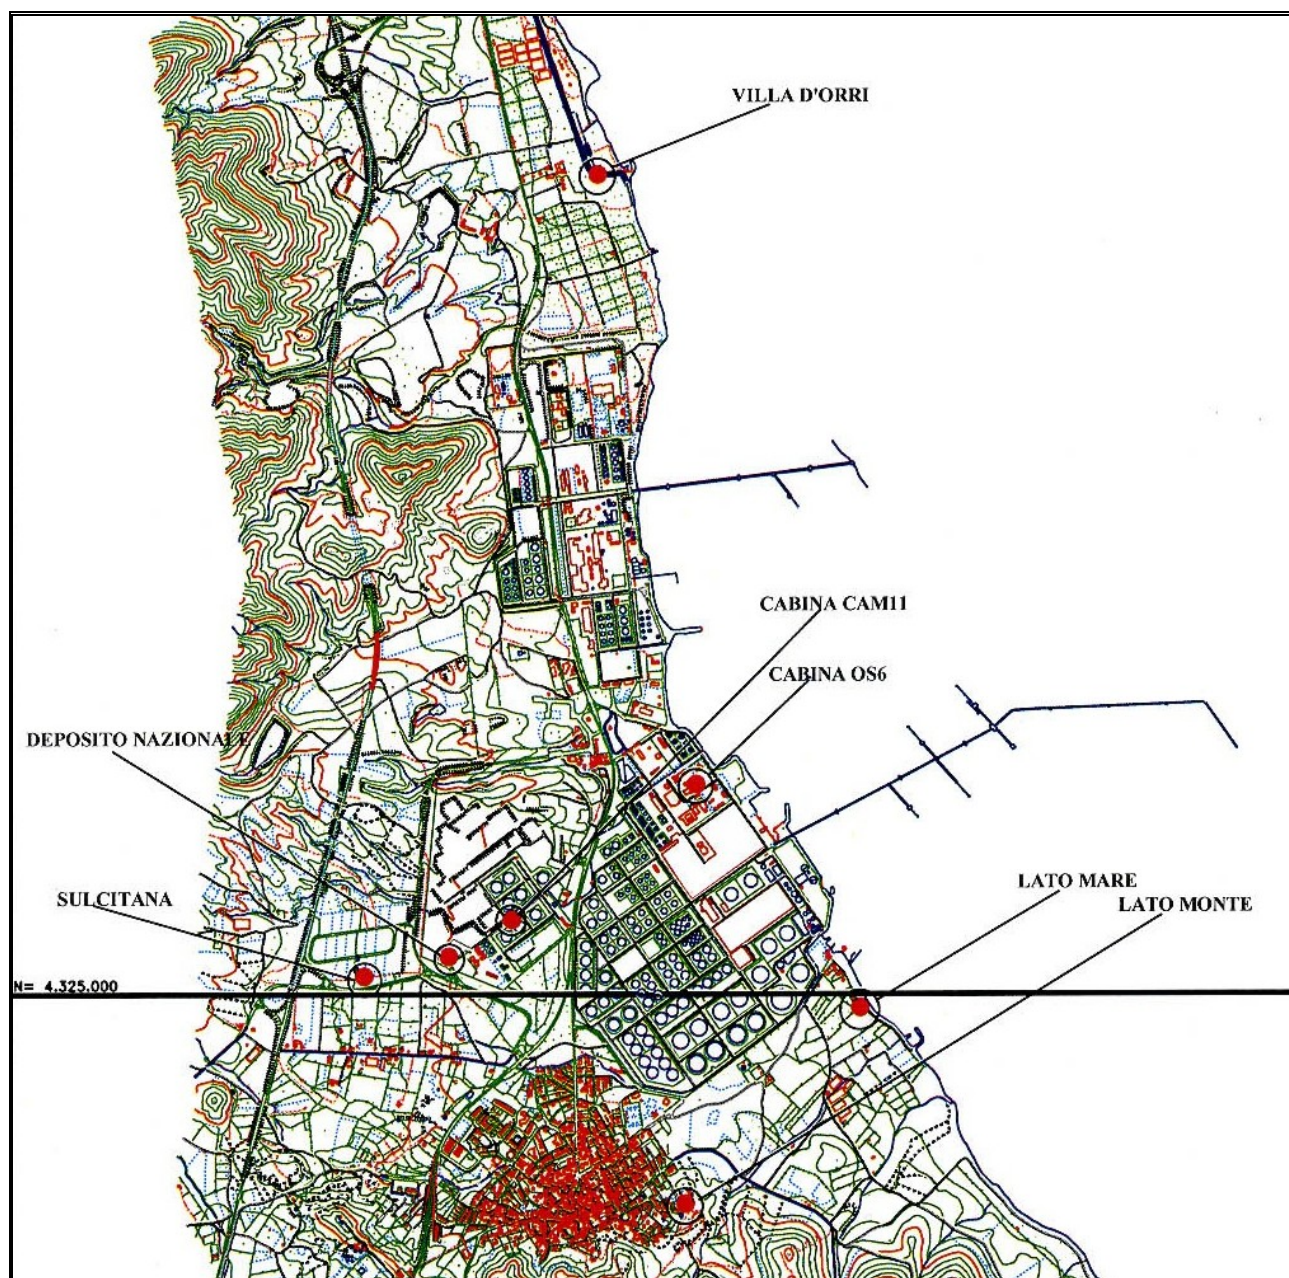 VILLA D'ORRI
CABINA CAM11
CABINA OS6
DEPOSITO NAZIONALE
LATO MARE
SULCITANA
LATO MONTE
N= 4.325.000